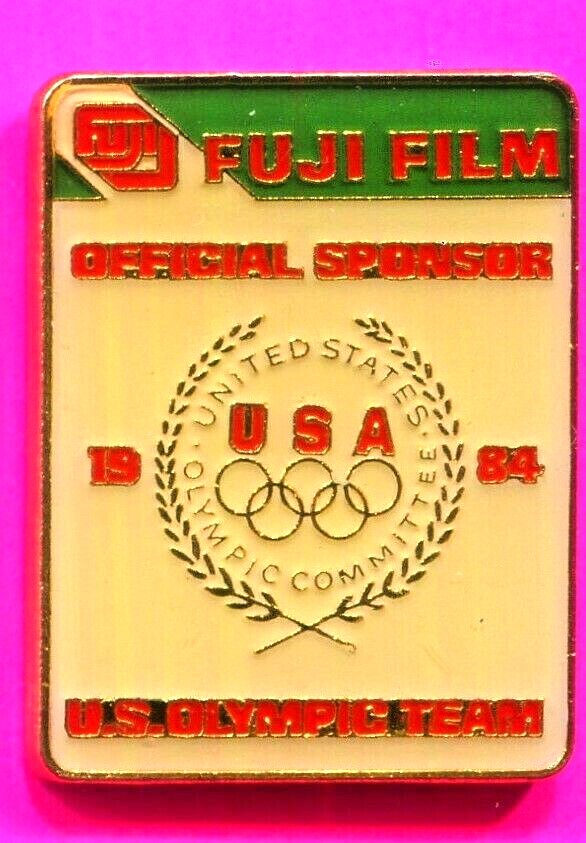 FUJI FUJI FILM
OFFICIAL SPONSOR
UNITED STATES
USA
19 84
OLYMPIC COMMITTEE
U.S. OLYMPIC TEAM